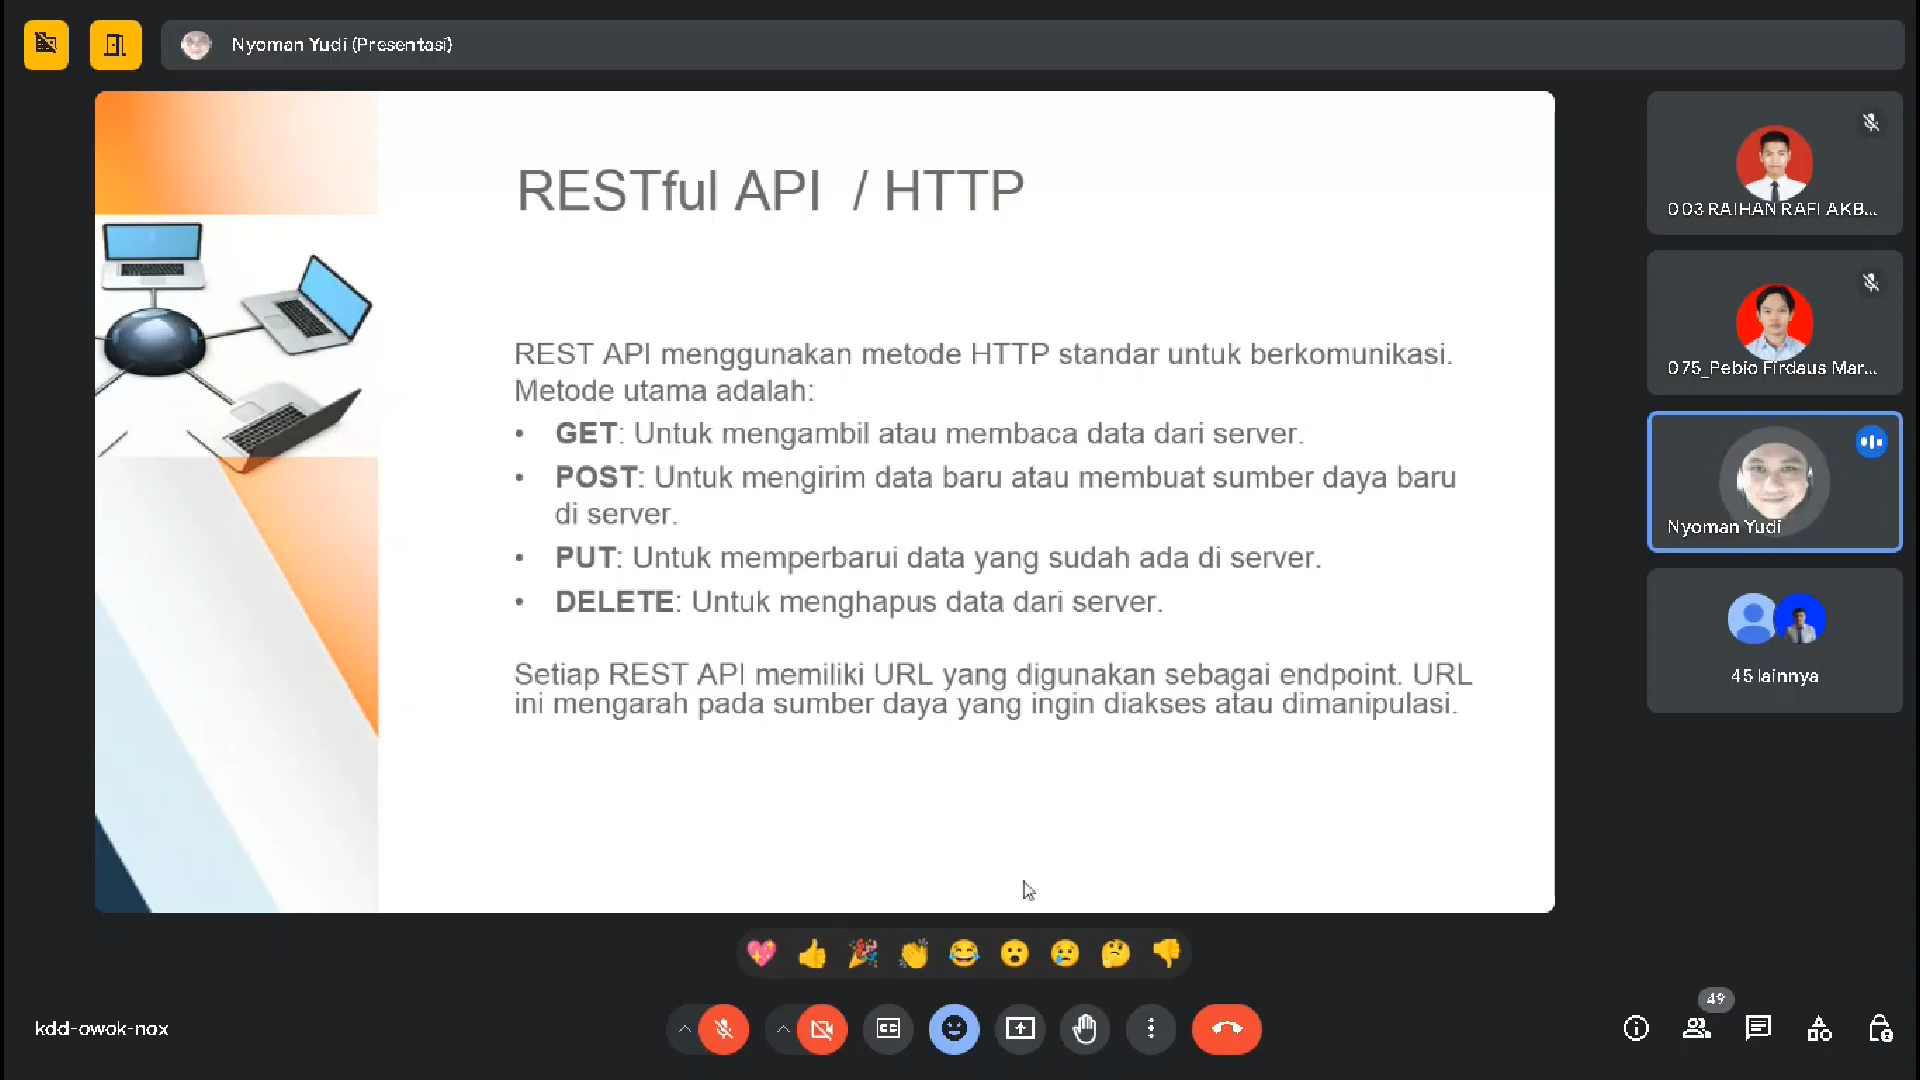 Nyoman Yudi (Presentasi)
RESTful API / HTTP
REST API menggunakan metode HTTP standar untuk berkomunikasi.
Metode utama adalah:
• GET: Untuk mengambil atau membaca data dari server.
• POST: Untuk mengirim data baru atau membuat sumber daya baru
di server.
• PUT: Untuk memperbarui data yang sudah ada di server.
• DELETE: Untuk menghapus data dari server.
Setiap REST API memiliki URL yang digunakan sebagai endpoint. URL
ini mengarah pada sumber daya yang ingin diakses atau dimanipulasi.
003 RAIHAN RAFI AKB...
075_Pebio Firdaus Mar...
Nyoman Yudi
45 lainnya
kdd-owok-nox
49